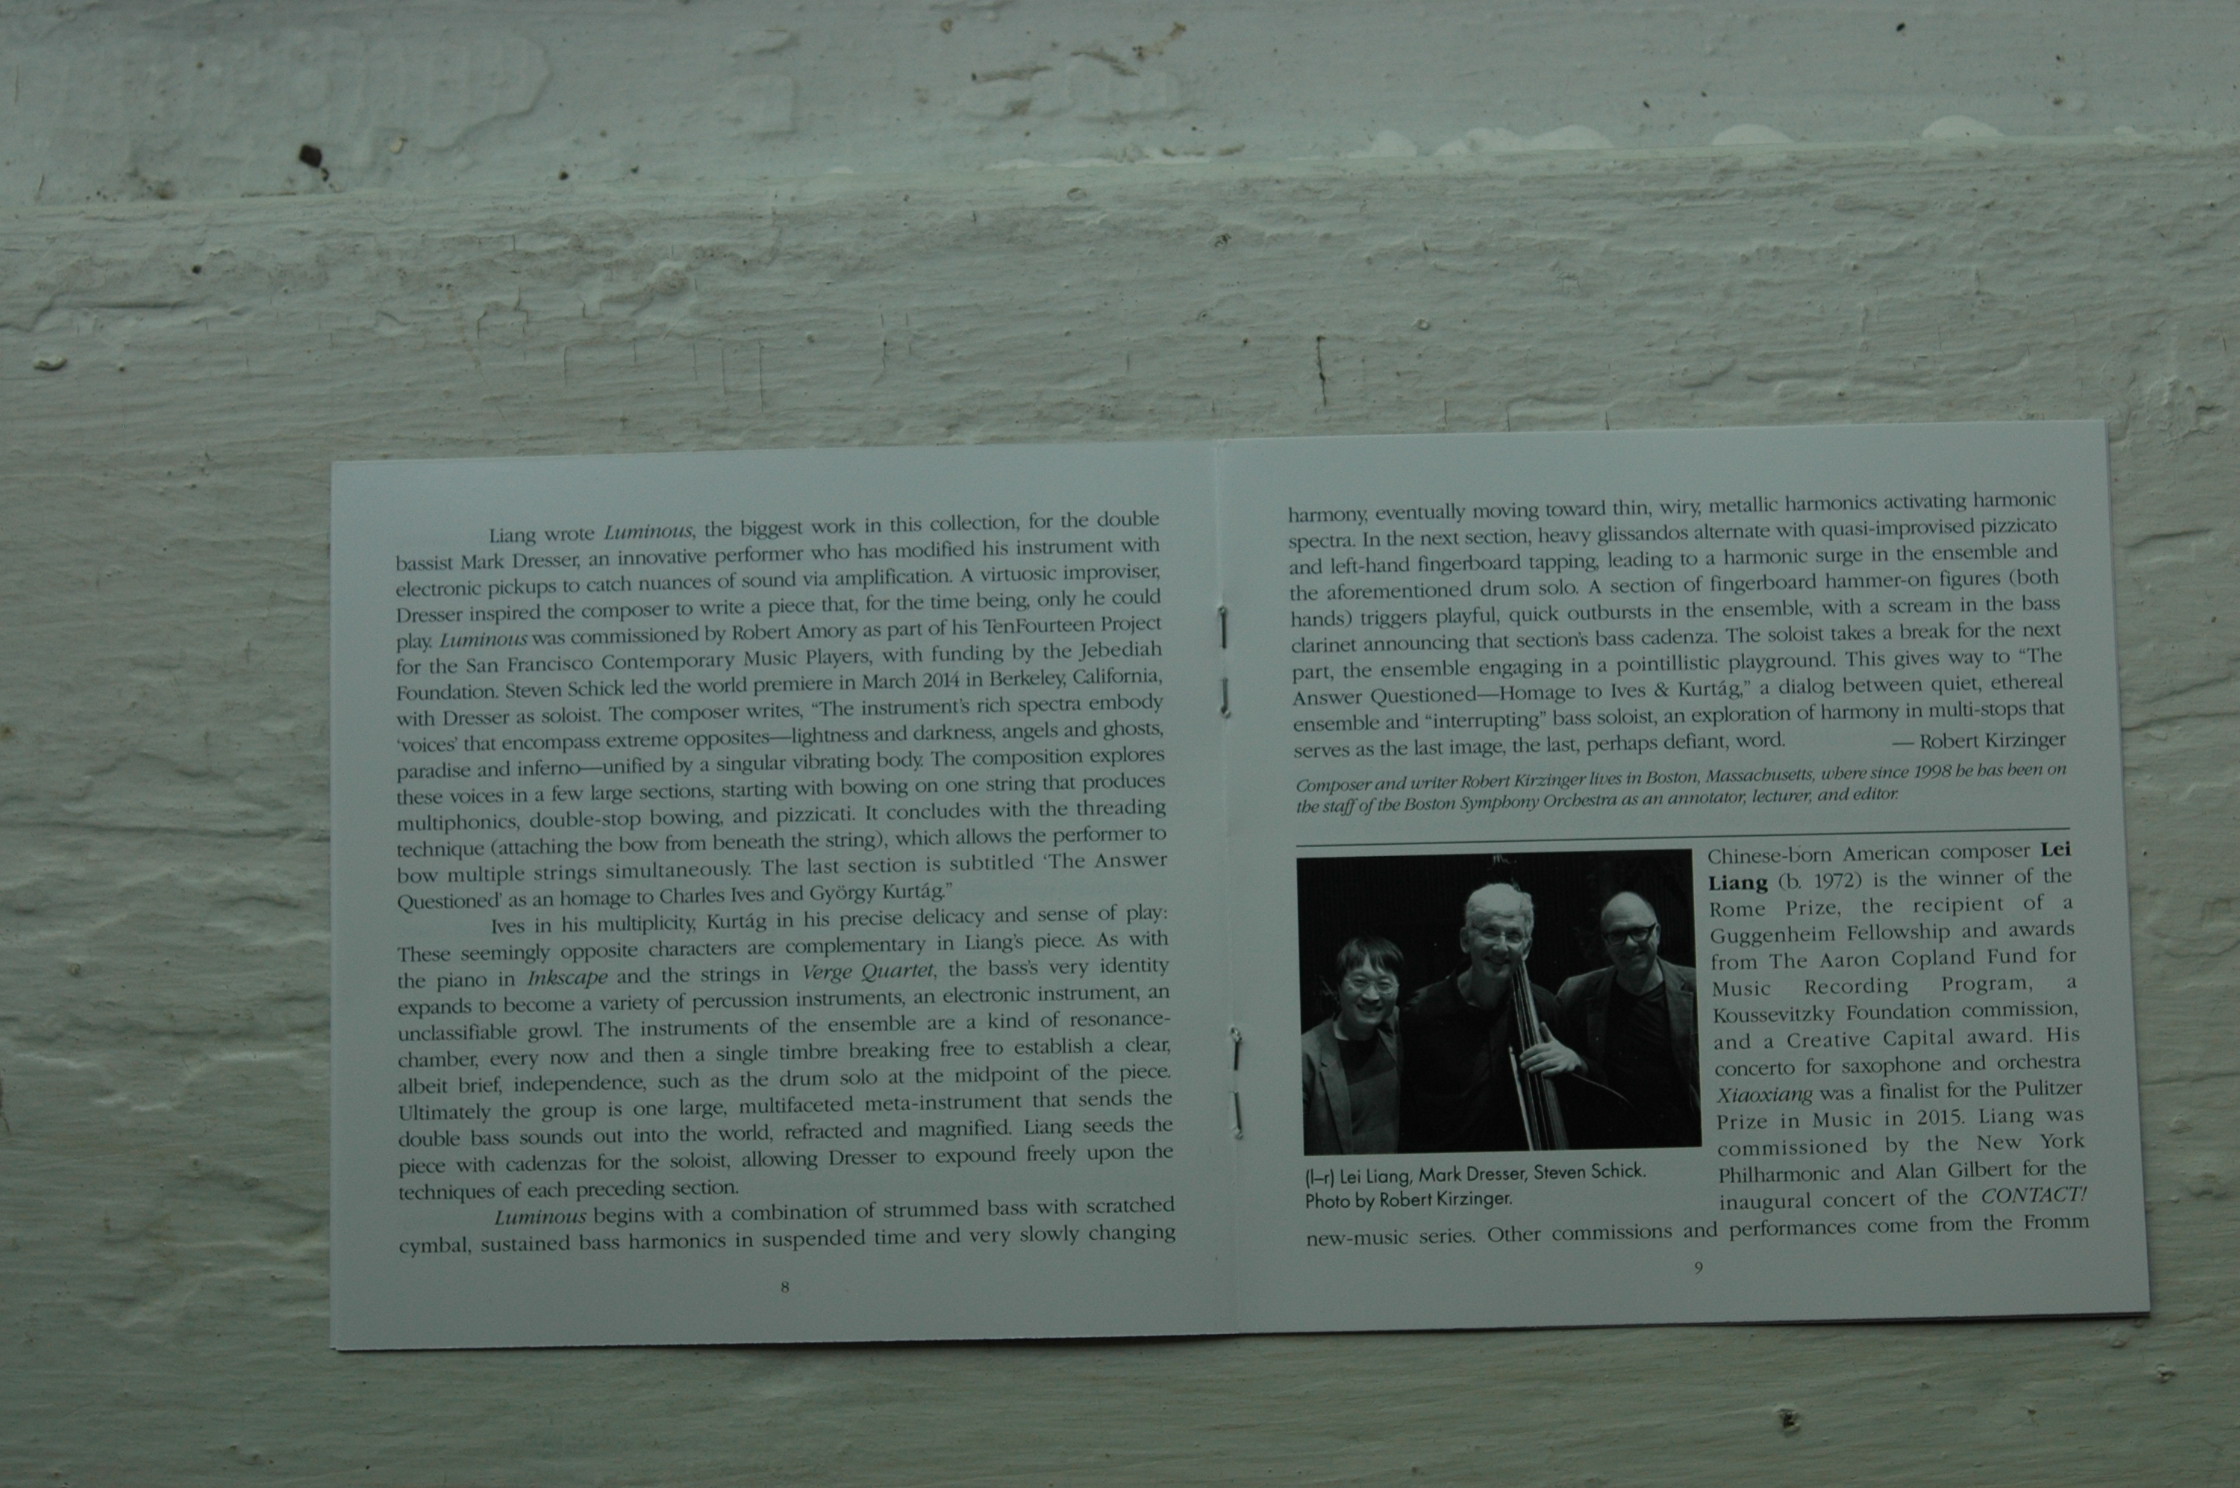 Liang wrote Luminous, the biggest work in this collection, for the double
bassist Mark Dresser, an innovative performer who has modified his instrument with
electronic pickups to catch nuances of sound via amplification. A virtuosic improviser,
Dresser inspired the composer to write a piece that, for the time being, only he could
play. Luminous was commissioned by Robert Amory as part of his TenFourteen Project
for the San Francisco Contemporary Music Players, with funding by the Jebediah
Foundation. Steven Schick led the world premiere in March 2014 in Berkeley, California,
with Dresser as soloist. The composer writes, “The instrument’s rich spectra embody
‘voices’ that encompass extreme opposites—lightness and darkness, angels and ghosts,
paradise and inferno—unified by a singular vibrating body. The composition explores
these voices in a few large sections, starting with bowing on one string that produces
multiphonics, double-stop bowing, and pizzicati. It concludes with the threading
technique (attaching the bow from beneath the string), which allows the performer to
bow multiple strings simultaneously. The last section is subtitled ‘The Answer
Questioned’ as an homage to Charles Ives and György Kurtág.”
Ives in his multiplicity, Kurtág in his precise delicacy and sense of play:
These seemingly opposite characters are complementary in Liang’s piece. As with
the piano in Inkscape and the strings in Verge Quartet, the bass’s very identity
expands to become a variety of percussion instruments, an electronic instrument, an
unclassifiable growl. The instruments of the ensemble are a kind of resonance-
chamber, every now and then a single timbre breaking free to establish a clear,
albeit brief, independence, such as the drum solo at the midpoint of the piece.
Ultimately the group is one large, multifaceted meta-instrument that sends the
double bass sounds out into the world, refracted and magnified. Liang seeds the
piece with cadenzas for the soloist, allowing Dresser to expound freely upon the
techniques of each preceding section.
Luminous begins with a combination of strummed bass with scratched
cymbal, sustained bass harmonics in suspended time and very slowly changing
8
harmony, eventually moving toward thin, wiry, metallic harmonics activating harmonic
spectra. In the next section, heavy glissandos alternate with quasi-improvised pizzicato
and left-hand fingerboard tapping, leading to a harmonic surge in the ensemble and
the aforementioned drum solo. A section of fingerboard hammer-on figures (both
hands) triggers playful, quick outbursts in the ensemble, with a scream in the bass
clarinet announcing that section’s bass cadenza. The soloist takes a break for the next
part, the ensemble engaging in a pointillistic playground. This gives way to “The
Answer Questioned—Homage to Ives & Kurtág,” a dialog between quiet, ethereal
ensemble and “interrupting” bass soloist, an exploration of harmony in multi-stops that
serves as the last image, the last, perhaps defiant, word.
— Robert Kirzinger
Composer and writer Robert Kirzinger lives in Boston, Massachusetts, where since 1998 he has been on
the staff of the Boston Symphony Orchestra as an annotator, lecturer, and editor.
(l–r) Lei Liang, Mark Dresser, Steven Schick.
Photo by Robert Kirzinger.
Chinese-born American composer Lei
Liang (b. 1972) is the winner of the
Rome Prize, the recipient of a
Guggenheim Fellowship and awards
from The Aaron Copland Fund for
Music Recording Program, a
Koussevitzky Foundation commission,
and a Creative Capital award. His
concerto for saxophone and orchestra
Xiaoxiang was a finalist for the Pulitzer
Prize in Music in 2015. Liang was
commissioned by the New York
Philharmonic and Alan Gilbert for the
inaugural concert of the CONTACT!
new-music series. Other commissions and performances come from the Fromm
9